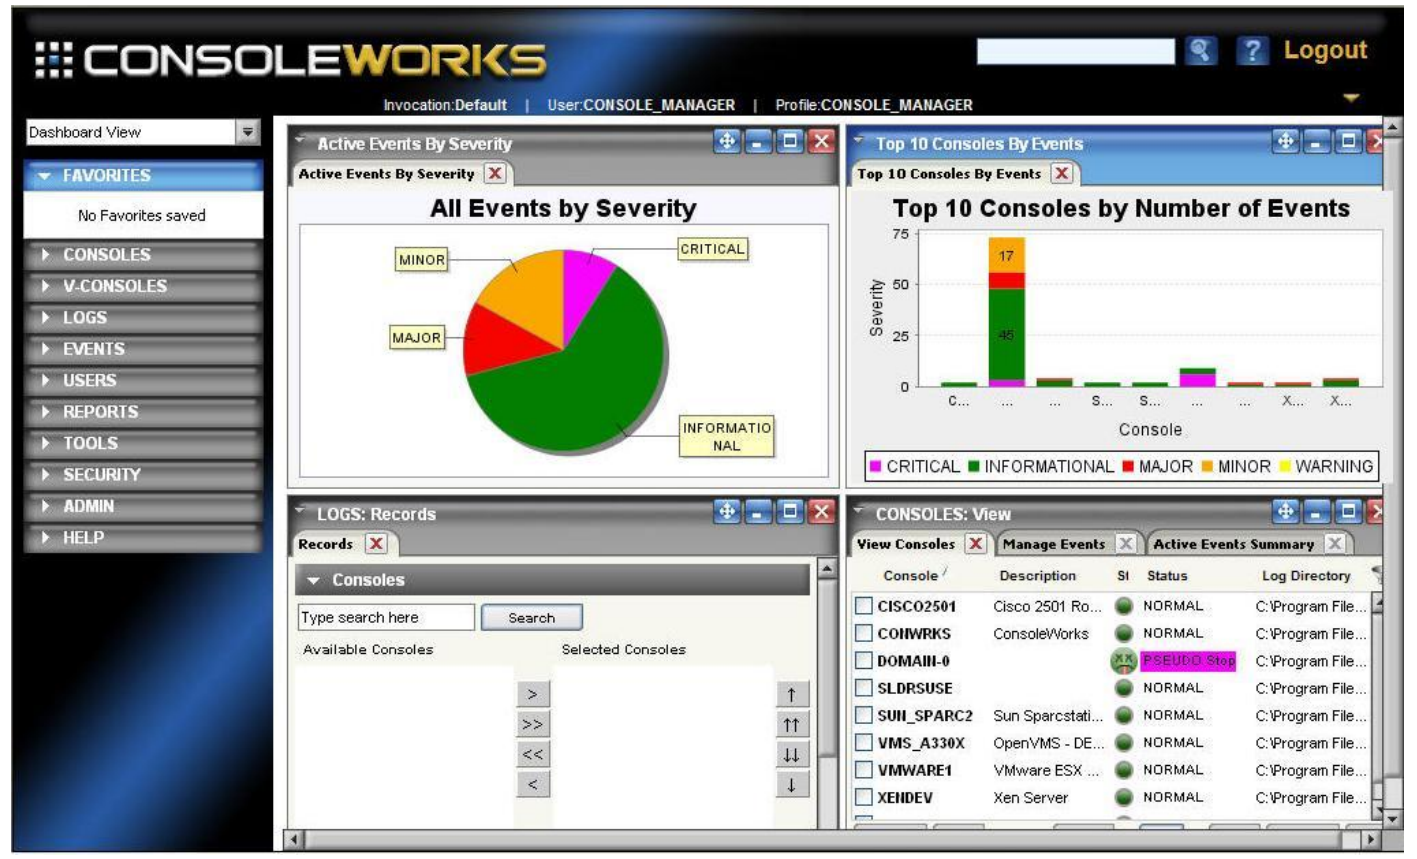 CONSOLEWORKS
? Logout
Invocation:Default | User:CONSOLE_MANAGER | Profile:CONSOLE_MANAGER
Dashboard View
FAVORITES
No Favorites saved
CONSOLES
V-CONSOLES
LOGS
EVENTS
USERS
REPORTS
TOOLS
SECURITY
ADMIN
HELP
Active Events By Severity
Active Events By Severity X
All Events by Severity
MINOR
CRITICAL
MAJOR
INFORMATIO
NAL
Top 10 Consoles By Events
Top 10 Consoles By Events X
Top 10 Consoles by Number of Events
Severity
75
50
25
0
17
45
C... ... ... S... S... ... ... X... X...
Console
CRITICAL INFORMATIONAL MAJOR MINOR WARNING
LOGS: Records
Records X
Consoles
Type search here Search
Available Consoles Selected Consoles
> ↑
>> ↑↑
<< ↓↓
< ↓
CONSOLES: View
View Consoles X Manage Events X Active Events Summary X
Console / Description St Status Log Directory
CISCO2501 Cisco 2501 Ro... NORMAL C:\Program File...
CONWRKS ConsoleWorks NORMAL C:\Program File...
DOMAIN-0 XX PSEUDO Stop C:\Program File...
SLDRSUSE NORMAL C:\Program File...
SUN_SPARC2 Sun Sparcstati... NORMAL C:\Program File...
VMS_A330X OpenVMS - DE... NORMAL C:\Program File...
VMWARE1 VMware ESX ... NORMAL C:\Program File...
XENDEV Xen Server NORMAL C:\Program File...